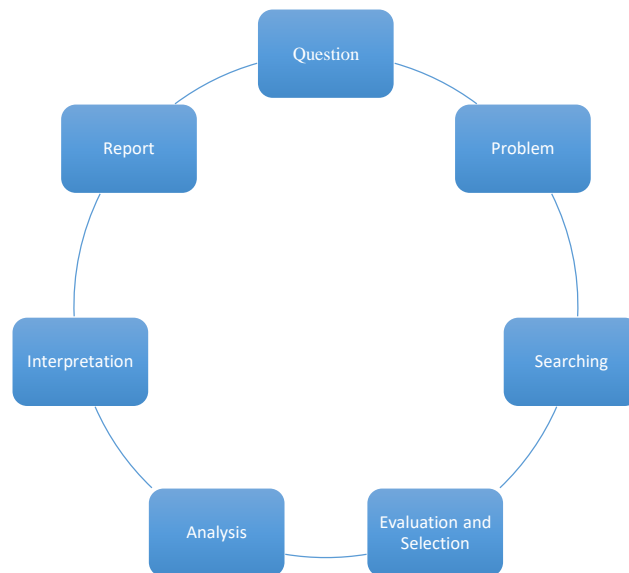 Question
Problem
Searching
Evaluation and
Selection
Analysis
Interpretation
Report